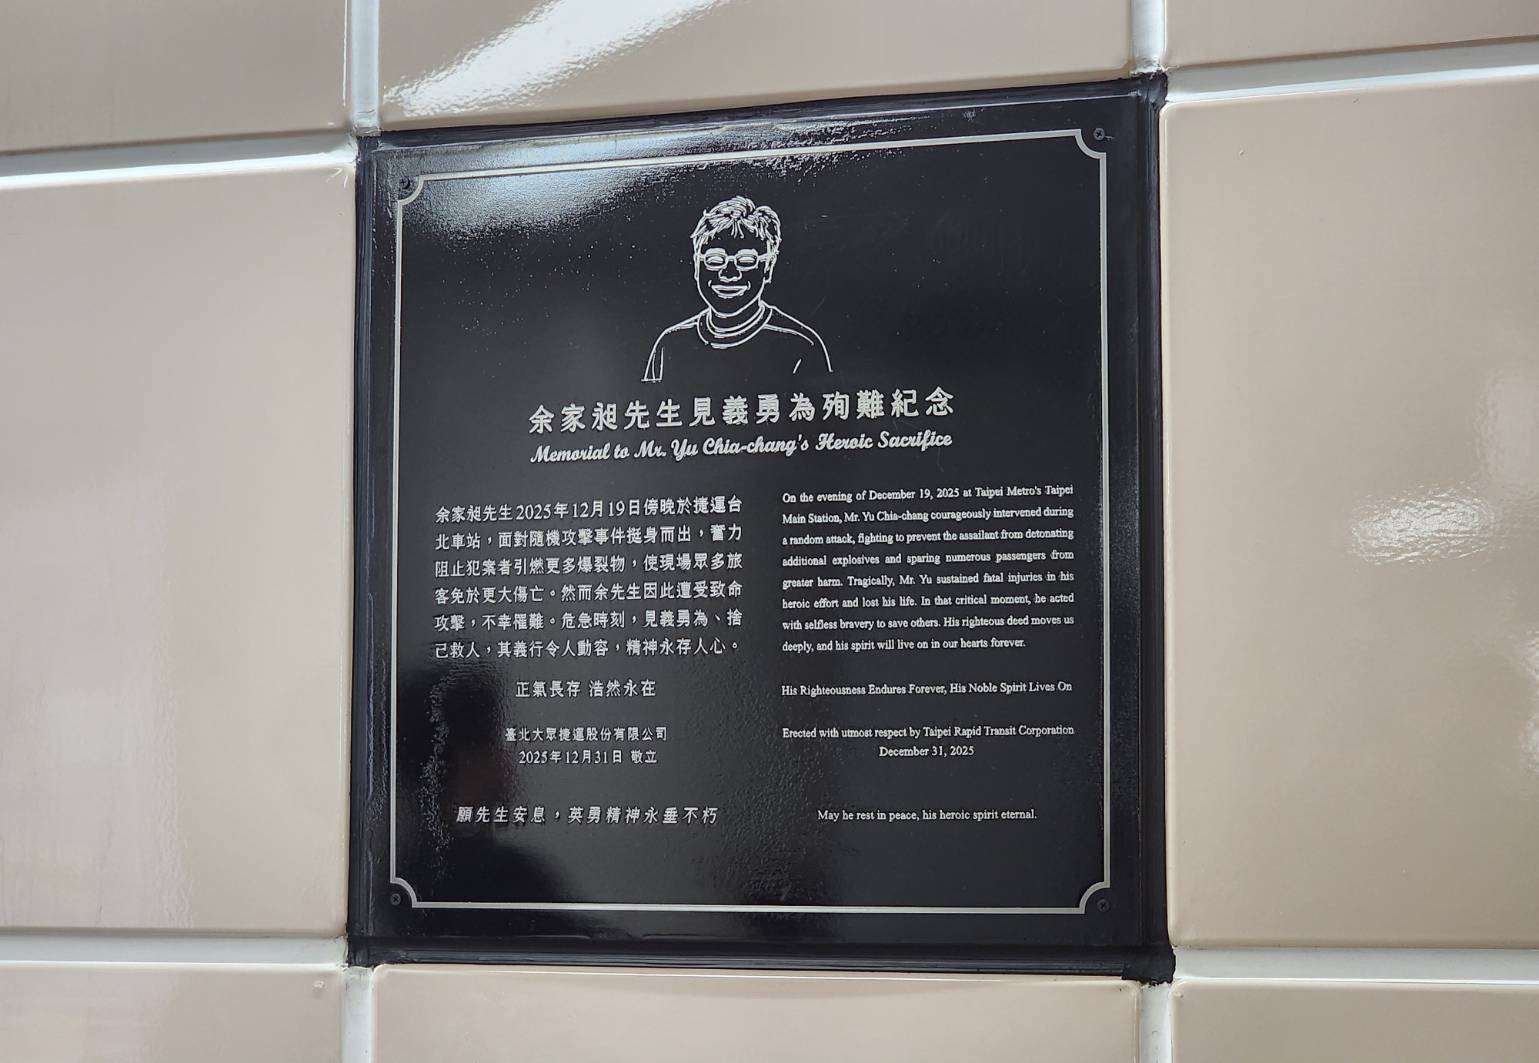 余家昶先生見義勇為殉難紀念
Memorial to Mr. Yu Chia-chang's Heroic Sacrifice
余家昶先生2025年12月19日傍晚於捷運台
北車站，面對隨機攻擊事件挺身而出，奮力
阻止犯案者引燃更多爆裂物，使現場眾多旅
客免於更大傷亡。然而余先生因此遭受致命
攻擊，不幸罹難。危急時刻，見義勇為、捨
己救人，其義行令人動容，精神永存人心。
正氣長存 浩然永在
臺北大眾捷運股份有限公司
2025年12月31日 敬立
願先生安息，英勇精神永垂不朽
On the evening of December 19, 2025 at Taipei Metro's Taipei
Main Station, Mr. Yu Chia-chang courageously intervened during
a random attack, fighting to prevent the assailant from detonating
additional explosives and sparing numerous passengers from
greater harm. Tragically, Mr. Yu sustained fatal injuries in his
heroic effort and lost his life. In that critical moment, he acted
with selfless bravery to save others. His righteous deed moves us
deeply, and his spirit will live on in our hearts forever.
His Righteousness Endures Forever, His Noble Spirit Lives On
Erected with utmost respect by Taipei Rapid Transit Corporation
December 31, 2025
May he rest in peace, his heroic spirit eternal.